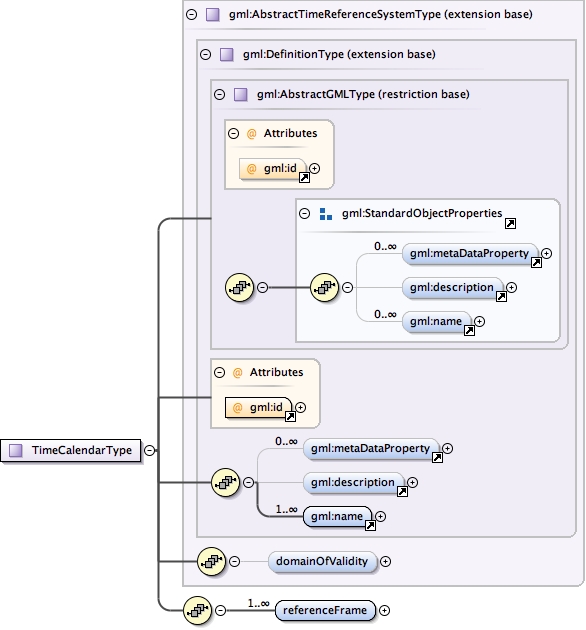 gml:AbstractTimeReferenceSystemType (extension base)
gml:DefinitionType (extension base)
gml:AbstractGMLType (restriction base)
@ Attributes
@ gml:id
gml:StandardObjectProperties
0..∞
gml:metaDataProperty
gml:description
0..∞
gml:name
@ Attributes
@ gml:id
TimeCalendarType
0..∞
gml:metaDataProperty
gml:description
1..∞
gml:name
domainOfValidity
1..∞
referenceFrame